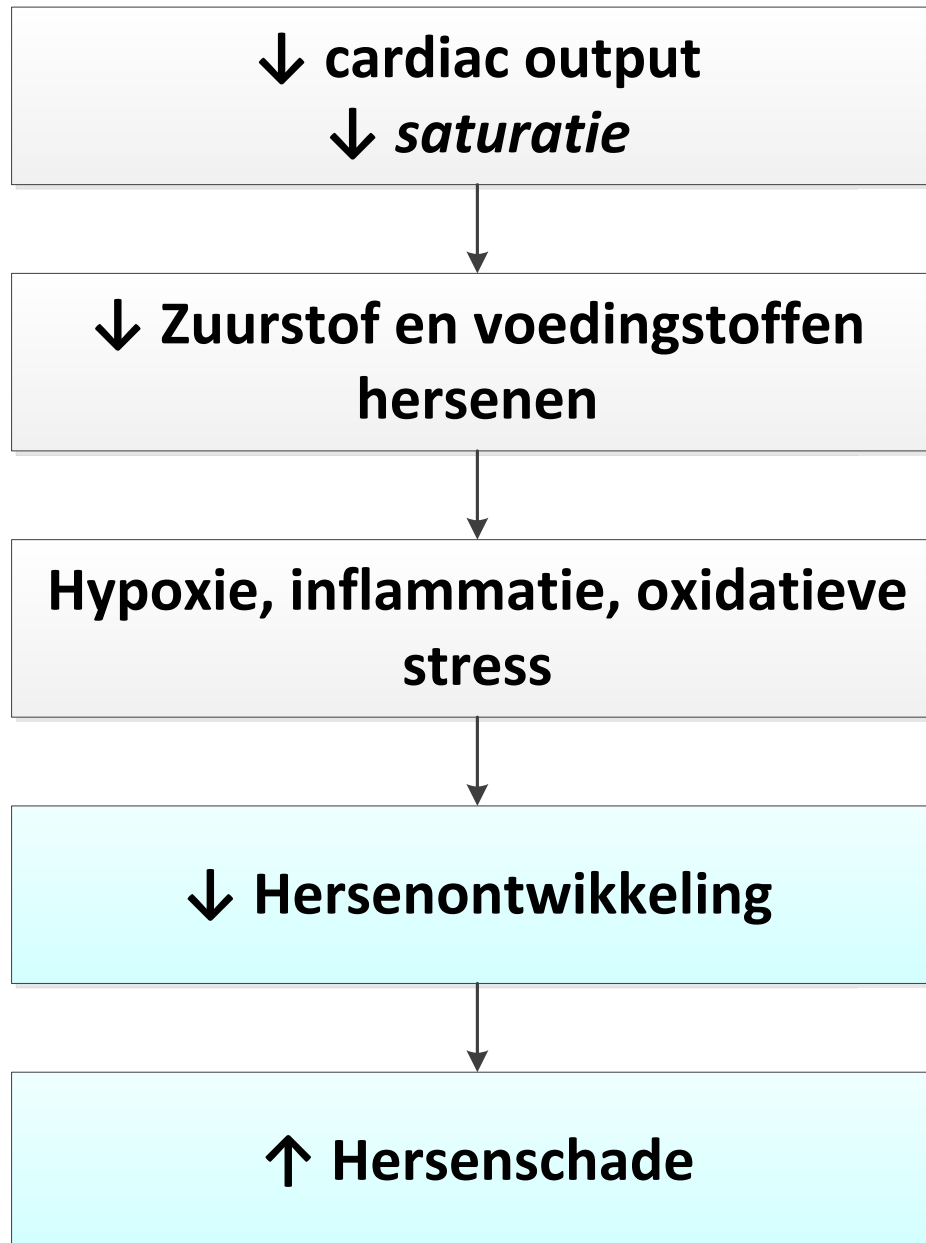 ↓ cardiac output
↓ saturatie
↓ Zuurstof en voedingstoffen
hersenen
Hypoxie, inflammatie, oxidatieve
stress
↓ Hersenontwikkeling
↑ Hersenschade